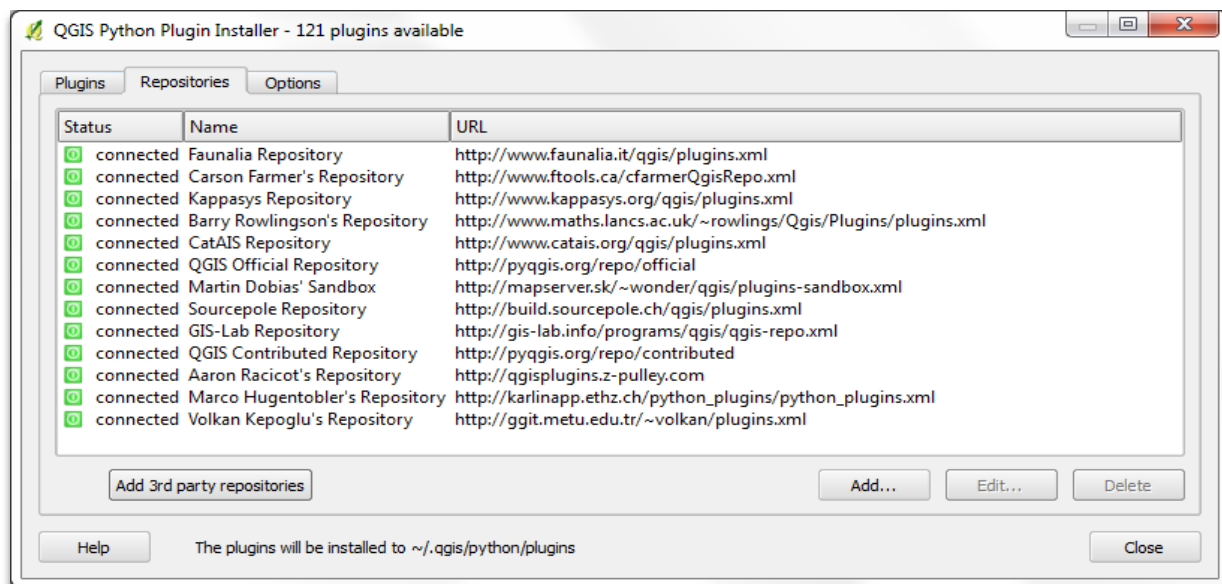 QGIS Python Plugin Installer - 121 plugins available
Plugins Repositories Options
Status Name URL
connected Faunalia Repository http://www.faunalia.it/qgis/plugins.xml
connected Carson Farmer's Repository http://www.ftools.ca/cfarmerQgisRepo.xml
connected Kappasys Repository http://www.kappasys.org/qgis/plugins.xml
connected Barry Rowlingson's Repository http://www.maths.lancs.ac.uk/~rowlings/Qgis/Plugins/plugins.xml
connected CatAIS Repository http://www.catais.org/qgis/plugins.xml
connected QGIS Official Repository http://pyqgis.org/repo/official
connected Martin Dobias' Sandbox http://mapserver.sk/~wonder/qgis/plugins-sandbox.xml
connected Sourcepole Repository http://build.sourcepole.ch/qgis/plugins.xml
connected GIS-Lab Repository http://gis-lab.info/programs/qgis/qgis-repo.xml
connected QGIS Contributed Repository http://pyqgis.org/repo/contributed
connected Aaron Racicot's Repository http://qgisplugins.z-pulley.com
connected Marco Hugentobler's Repository http://karlinapp.ethz.ch/python_plugins/python_plugins.xml
connected Volkan Kepoglu's Repository http://ggit.metu.edu.tr/~volkan/plugins.xml
Add 3rd party repositories Add... Edit... Delete
Help The plugins will be installed to ~/.qgis/python/plugins Close